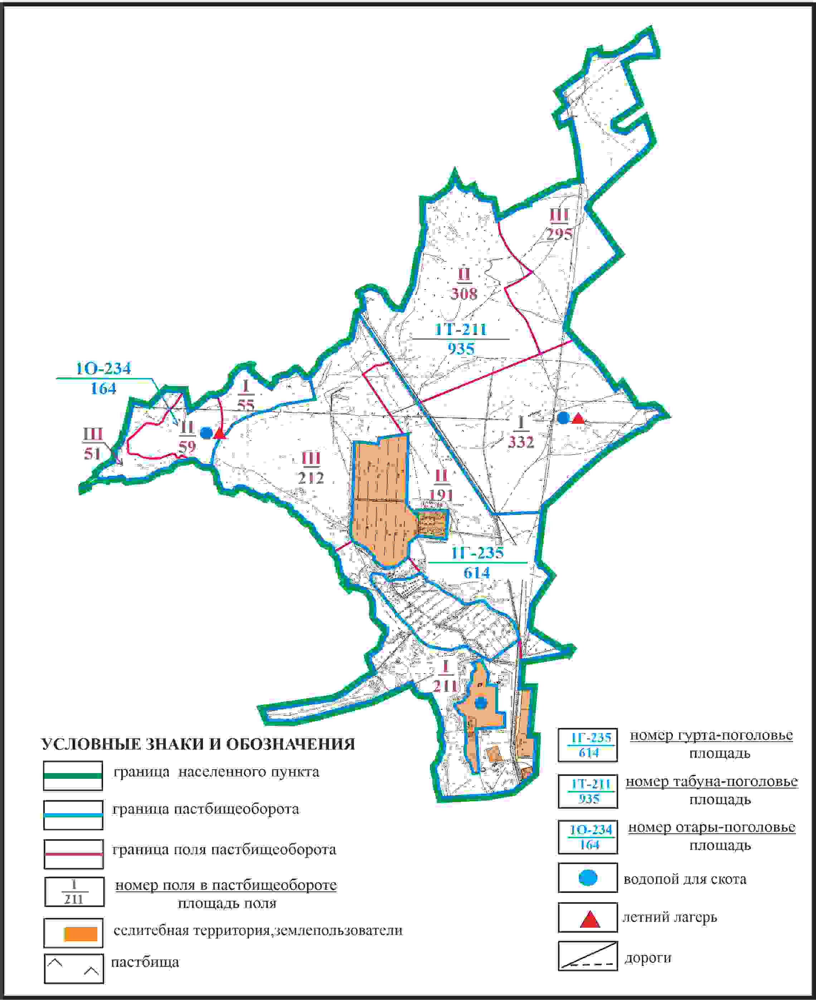 III
295
II
308
1Т-211
935
1О-234
164
I
55
II
59
III
51
I
332
III
212
II
191
1Г-235
614
I
211
УСЛОВНЫЕ ЗНАКИ И ОБОЗНАЧЕНИЯ
граница населенного пункта
граница пастбищеоборота
граница поля пастбищеоборота
I
211
номер поля в пастбищеобороте
площадь поля
селитебная территория,землепользователи
пастбища
1Г-235
614
номер гурта-поголовье
площадь
1Т-211
935
номер табуна-поголовье
площадь
1О-234
164
номер отары-поголовье
площадь
водопой для скота
летний лагерь
дороги